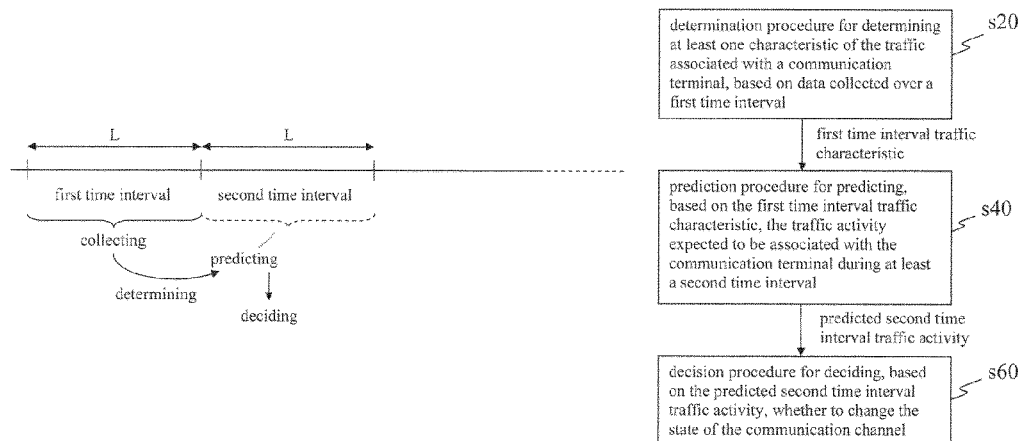 L
L
first time interval
second time interval
collecting
predicting
determining
deciding
determination procedure for determining
at least one characteristic of the traffic
associated with a communication
terminal, based on data collected over a
first time interval
s20
first time interval traffic
characteristic
prediction procedure for predicting,
based on the first time interval traffic
characteristic, the traffic activity
expected to be associated with the
communication terminal during at least
a second time interval
s40
predicted second time
interval traffic activity
decision procedure for deciding, based
on the predicted second time interval
traffic activity, whether to change the
state of the communication channel
s60